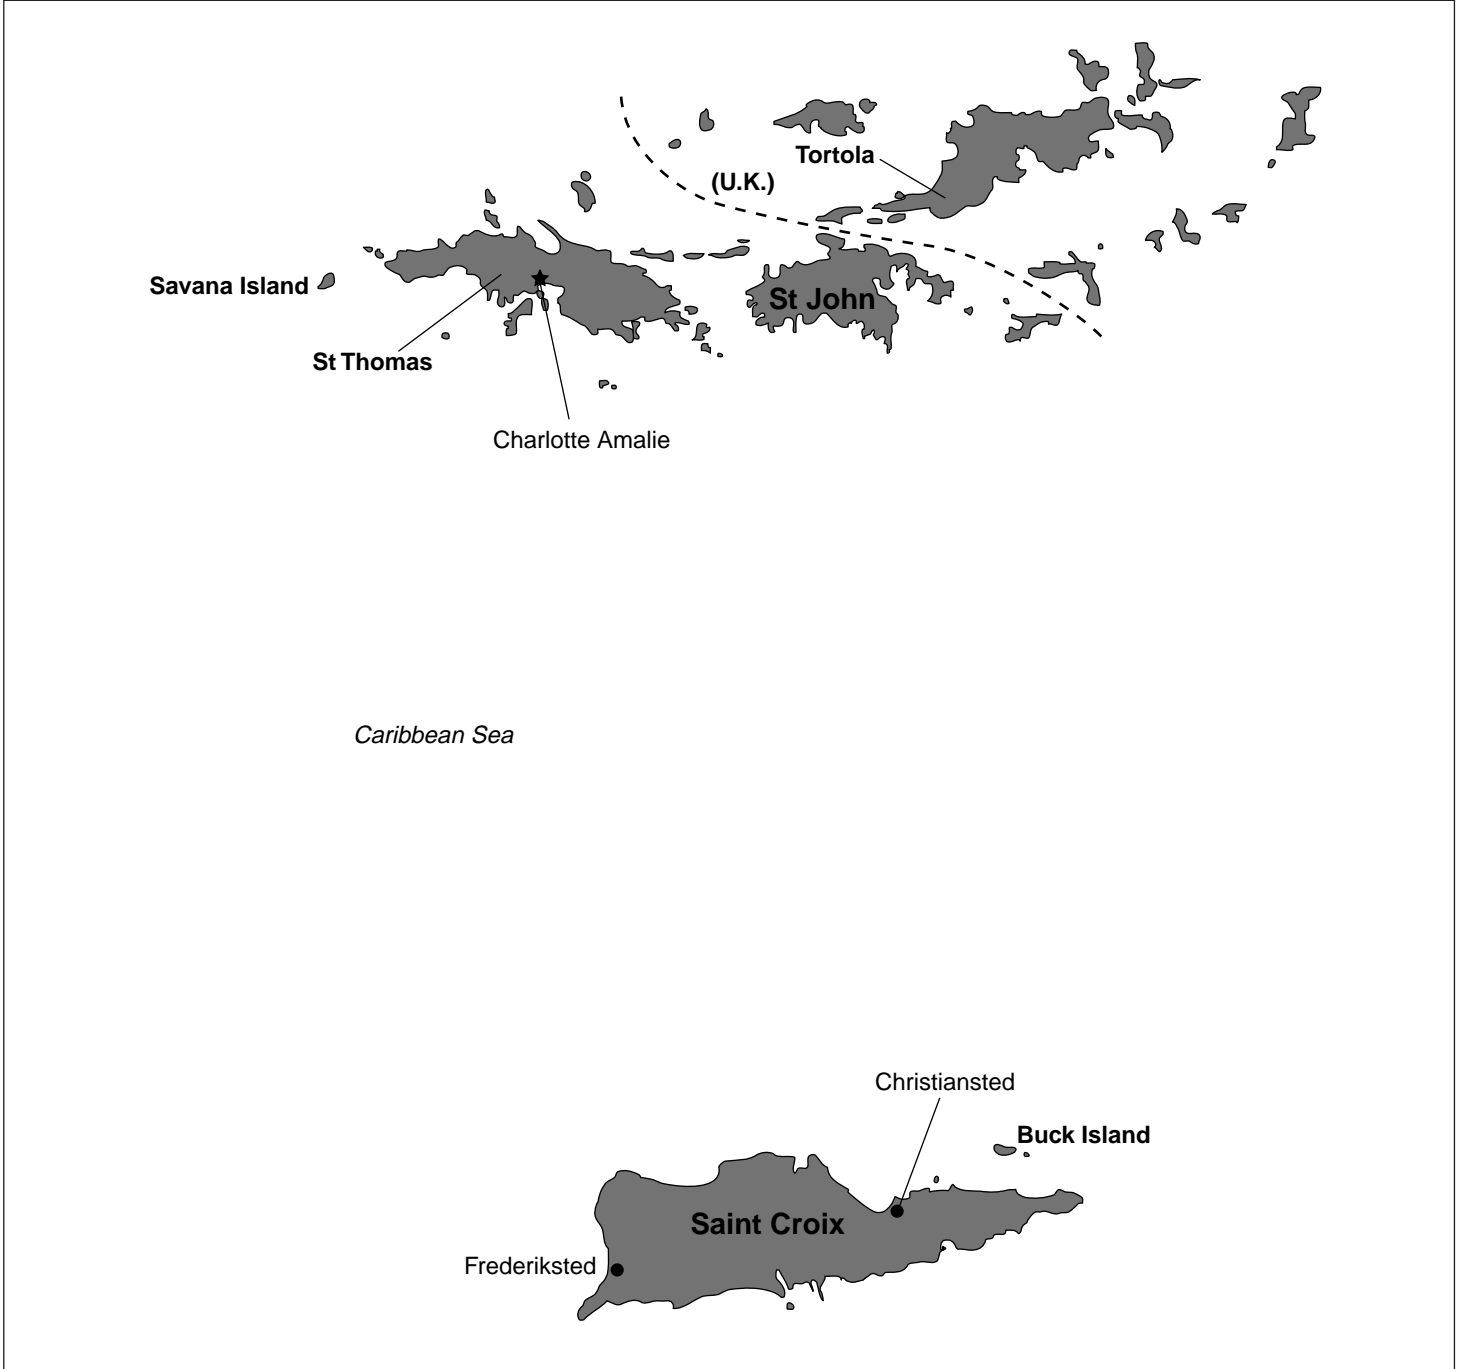 Tortola
(U.K.)
Savana Island
St John
St Thomas
Charlotte Amalie
Caribbean Sea
Christiansted
Buck Island
Saint Croix
Frederiksted